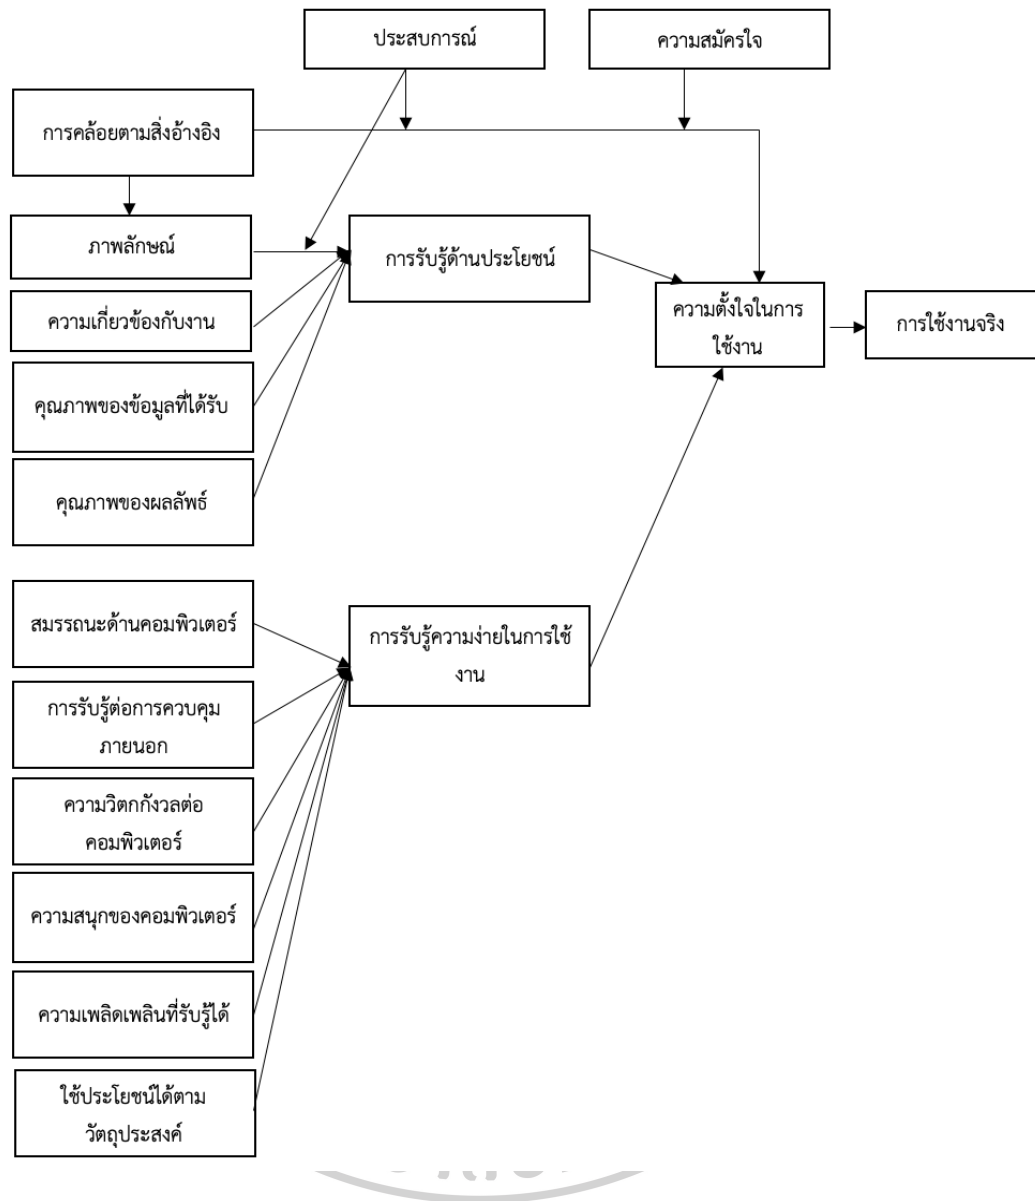 ประสบการณ์
ความสมัครใจ
การคล้อยตามสิ่งอ้างอิง
ภาพลักษณ์
การรับรู้ด้านประโยชน์
ความเกี่ยวข้องกับงาน
ความตั้งใจในการ
ใช้งาน
การใช้งานจริง
คุณภาพของข้อมูลที่ได้รับ
คุณภาพของผลลัพธ์
สมรรถนะด้านคอมพิวเตอร์
การรับรู้ความง่ายในการใช้
งาน
การรับรู้ต่อการควบคุม
ภายนอก
ความวิตกกังวลต่อ
คอมพิวเตอร์
ความสนุกของคอมพิวเตอร์
ความเพลิดเพลินที่รับรู้ได้
ใช้ประโยชน์ได้ตาม
วัตถุประสงค์